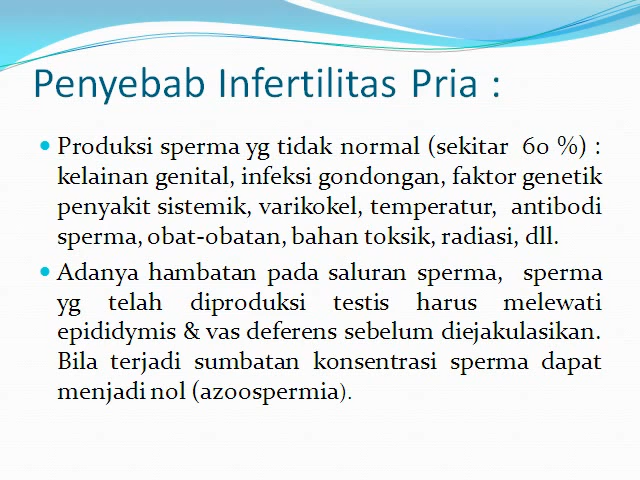 Penyebab Infertilitas Pria :
Produksi sperma yg tidak normal (sekitar 60 %) :
kelainan genital, infeksi gondongan, faktor genetik
penyakit sistemik, varikokel, temperatur, antibodi
sperma, obat-obatan, bahan toksik, radiasi, dll.
Adanya hambatan pada saluran sperma, sperma
yg telah diproduksi testis harus melewati
epididymis & vas deferens sebelum diejakulasikan.
Bila terjadi sumbatan konsentrasi sperma dapat
menjadi nol (azoospermia).